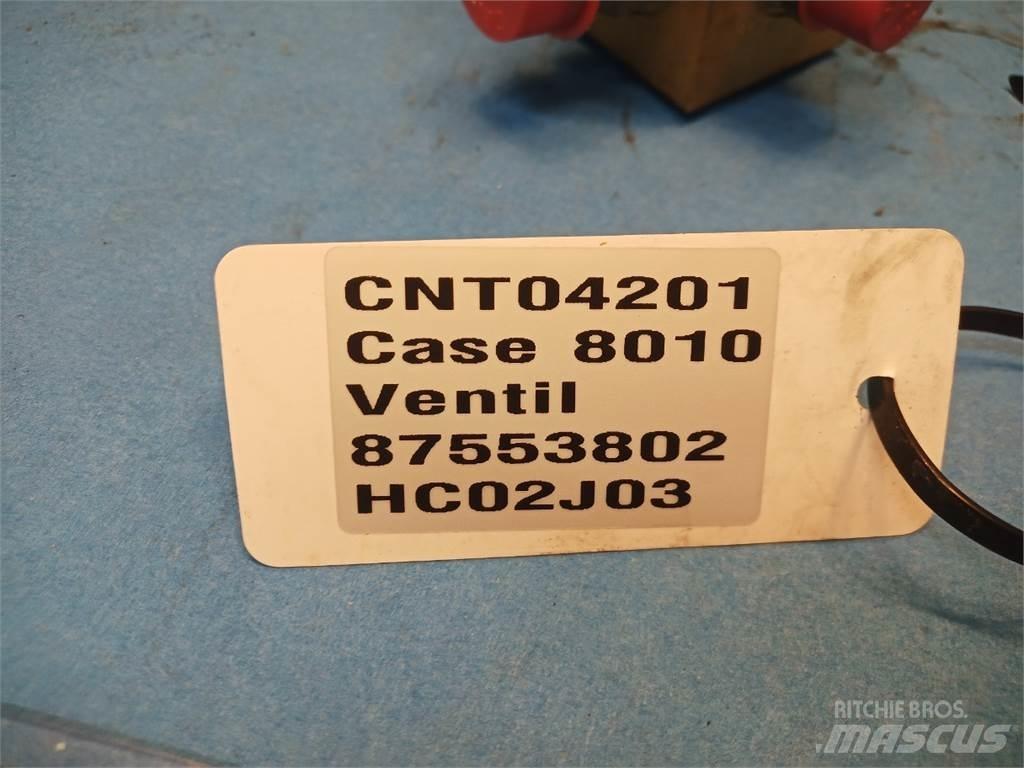 CNT04201
Case 8010
Ventil
87553802
HC02J03
RITCHIE BROS.
MASCUS